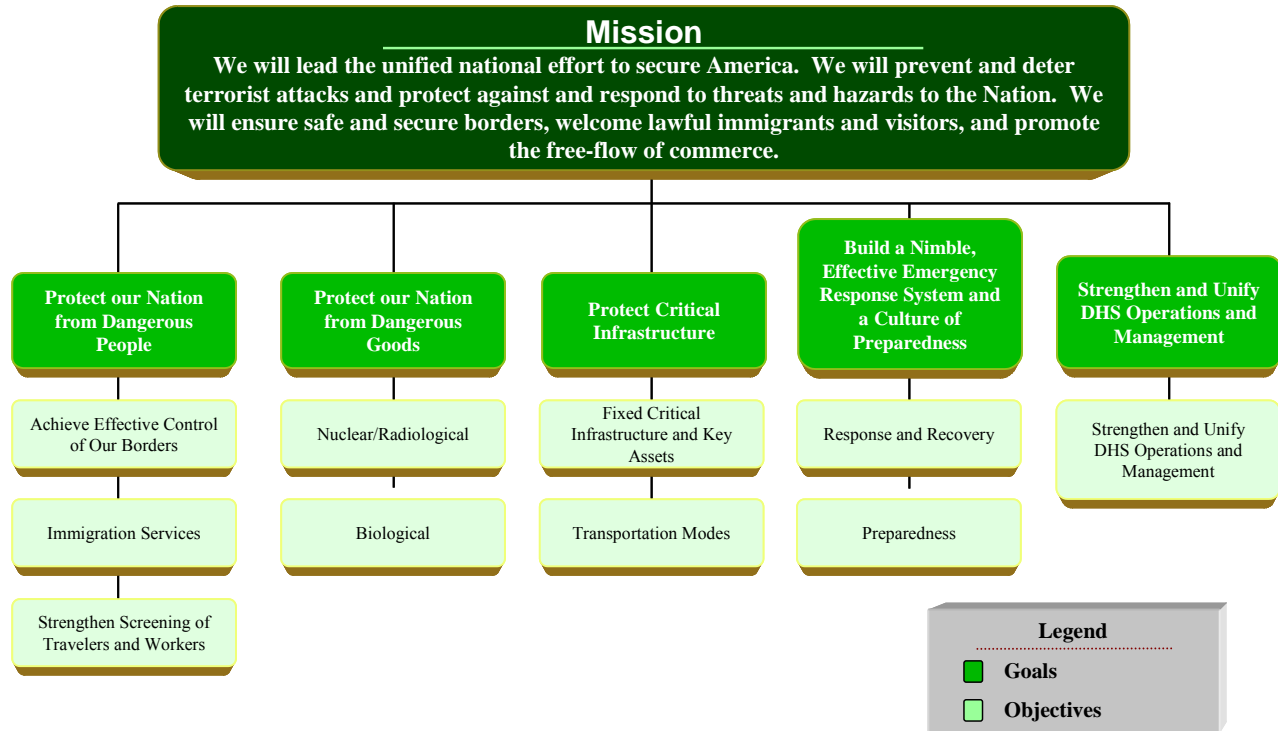 Mission
We will lead the unified national effort to secure America.  We will prevent and deter
terrorist attacks and protect against and respond to threats and hazards to the Nation.  We
will ensure safe and secure borders, welcome lawful immigrants and visitors, and promote
the free-flow of commerce.
Protect our Nation
from Dangerous
People
Achieve Effective Control
of Our Borders
Immigration Services
Strengthen Screening of
Travelers and Workers
Protect our Nation
from Dangerous
Goods
Nuclear/Radiological
Biological
Protect Critical
Infrastructure
Fixed Critical
Infrastructure and Key
Assets
Transportation Modes
Build a Nimble,
Effective Emergency
Response System and
a Culture of
Preparedness
Response and Recovery
Preparedness
Strengthen and Unify
DHS Operations and
Management
Strengthen and Unify
DHS Operations and
Management
Legend
Goals
Objectives